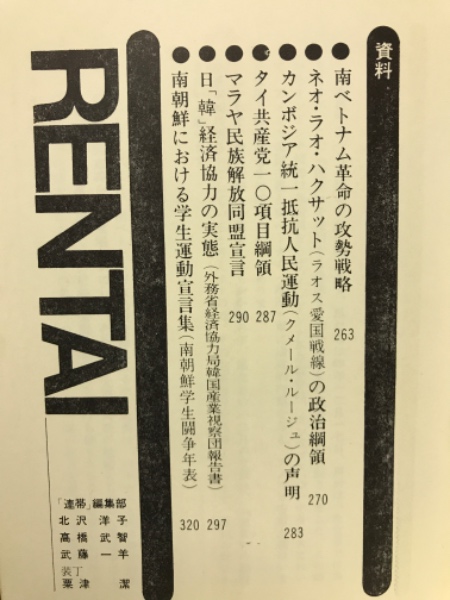 資料
●南ベトナム革命の攻勢戦略 263
●ネオ・ラオ・ハクサット(ラオス愛国戦線)の政治綱領 270
●カンボジア統一抵抗人民運動(クメール・ルージュ)の声明 283
●タイ共産党一〇項目綱領 287
●マラヤ民族解放同盟宣言 290
●日「韓」経済協力の実態(外務省経済協力局韓国産業視察団報告書) 297
●南朝鮮における学生運動宣言集(南朝鮮学生闘争年表) 320
RENTAI
「連帯」編集部
北沢洋子
高橋武智
武藤一羊
装丁
粟津潔